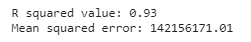 R squared value: 0.93
Mean squared error: 142156171.01